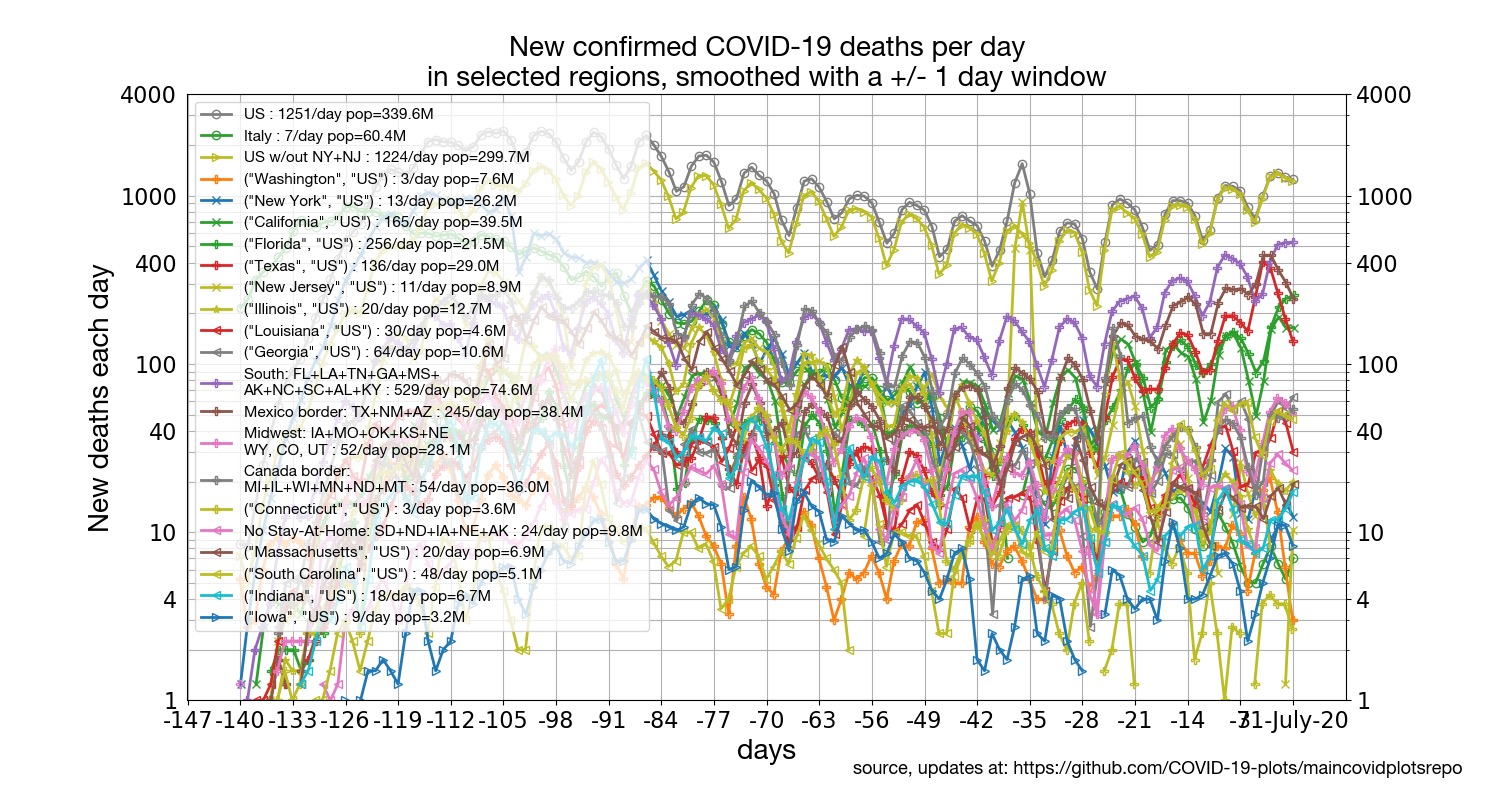 New confirmed COVID-19 deaths per day
in selected regions, smoothed with a +/- 1 day window
4000
1000
400
100
40
10
4
1
New deaths each day
US : 1251/day pop=339.6M
Italy : 7/day pop=60.4M
US w/out NY+NJ : 1224/day pop=299.7M
("Washington", "US") : 3/day pop=7.6M
("New York", "US") : 13/day pop=26.2M
("California", "US") : 165/day pop=39.5M
("Florida", "US") : 256/day pop=21.5M
("Texas", "US") : 136/day pop=29.0M
("New Jersey", "US") : 11/day pop=8.9M
("Illinois", "US") : 20/day pop=12.7M
("Louisiana", "US") : 30/day pop=4.6M
("Georgia", "US") : 64/day pop=10.6M
South: FL+LA+TN+GA+MS+
AK+NC+SC+AL+KY : 529/day pop=74.6M
Mexico border: TX+NM+AZ : 245/day pop=38.4M
Midwest: IA+MO+OK+KS+NE
WY, CO, UT : 52/day pop=28.1M
Canada border:
MI+IL+WI+MN+ND+MT : 54/day pop=36.0M
("Connecticut", "US") : 3/day pop=3.6M
No Stay-At-Home: SD+ND+IA+NE+AK : 24/day pop=9.8M
("Massachusetts", "US") : 20/day pop=6.9M
("South Carolina", "US") : 48/day pop=5.1M
("Indiana", "US") : 18/day pop=6.7M
("Iowa", "US") : 9/day pop=3.2M
4000
1000
400
100
40
10
4
1
-147 -140 -133 -126 -119 -112 -105 -98 -91 -84 -77 -70 -63 -56 -49 -42 -35 -28 -21 -14 -7 31-July-20
days
source, updates at: https://github.com/COVID-19-plots/maincovidplotsrepo